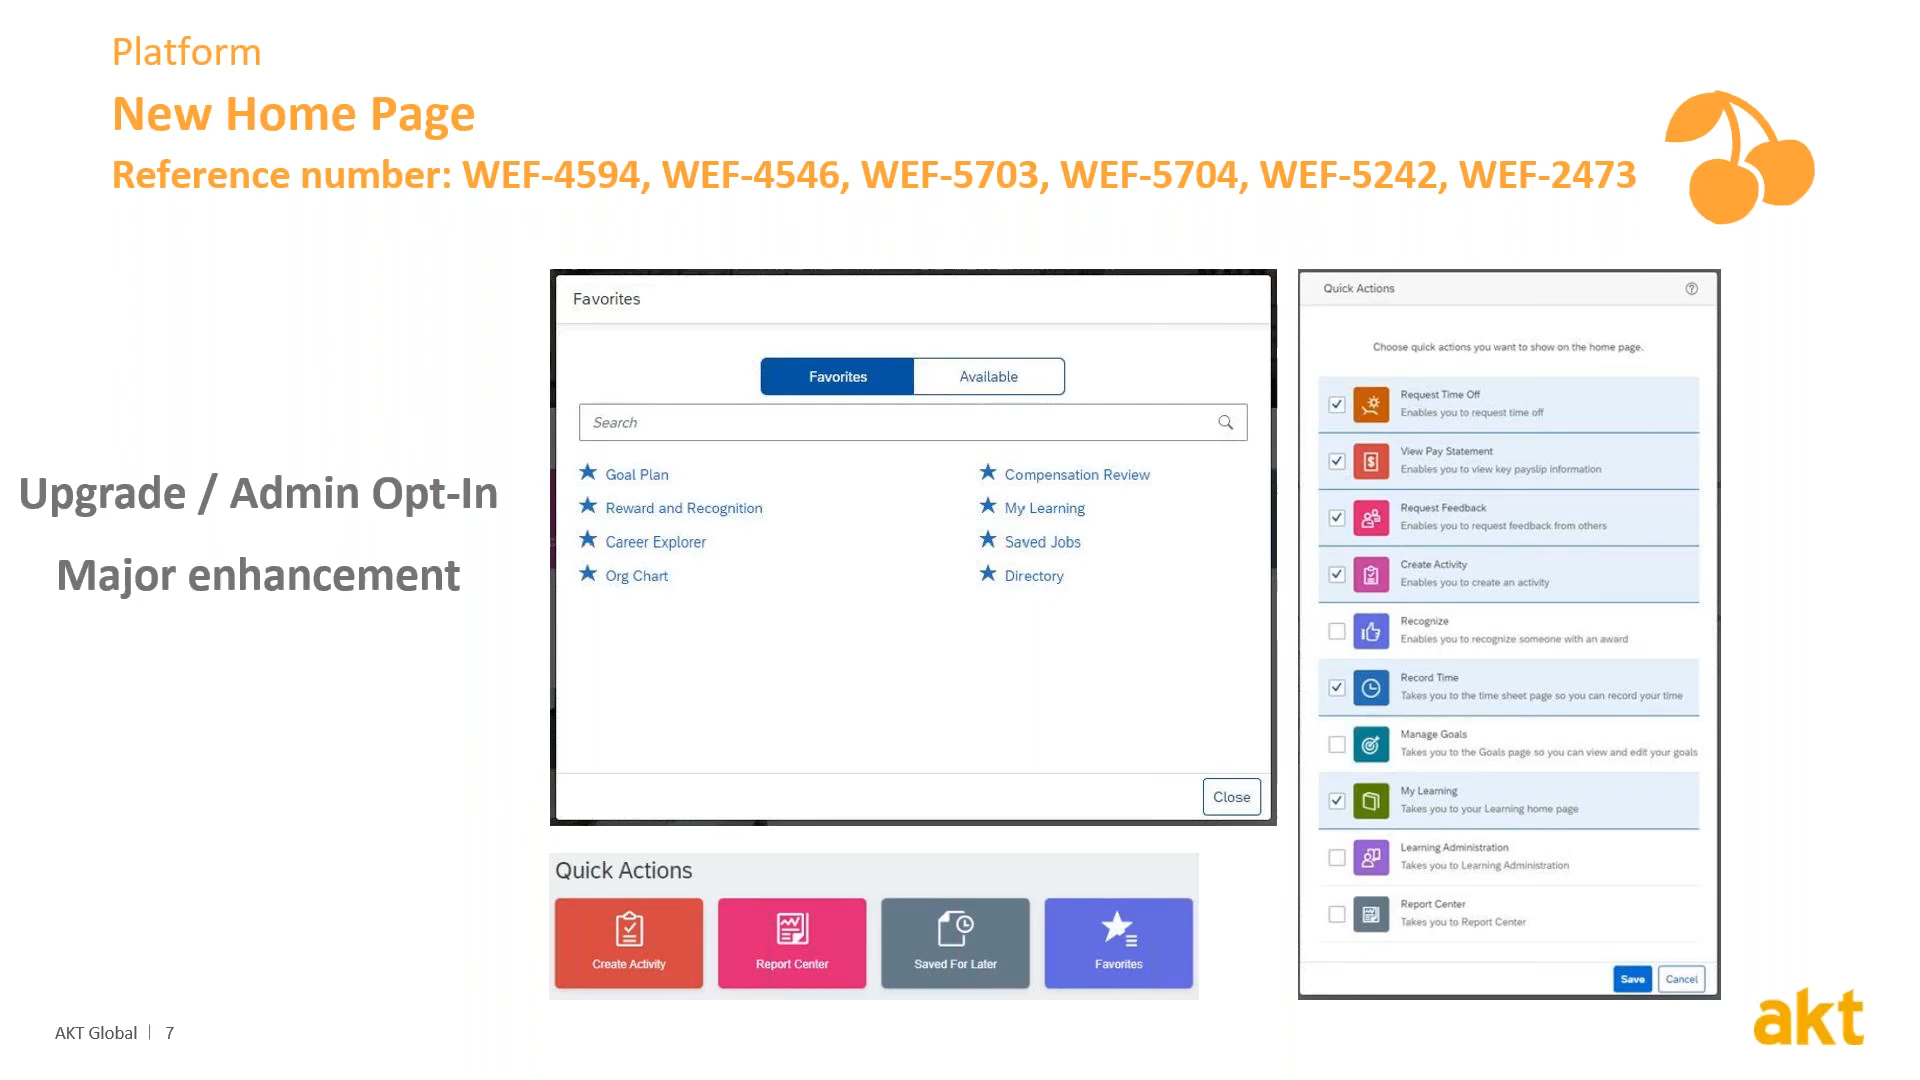 Platform
New Home Page
Reference number: WEF-4594, WEF-4546, WEF-5703, WEF-5704, WEF-5242, WEF-2473
Upgrade / Admin Opt-In
Major enhancement
Favorites
Favorites
Available
Search
Goal Plan
Reward and Recognition
Career Explorer
Org Chart
Compensation Review
My Learning
Saved Jobs
Directory
Close
Quick Actions
Create Activity
Report Center
Saved For Later
Favorites
Quick Actions
Choose quick actions you want to show on the home page.
Request Time Off
Enables you to request time off
View Pay Statement
Enables you to view key payslip information
Request Feedback
Enables you to request feedback from others
Create Activity
Enables you to create an activity
Recognize
Enables you to recognize someone with an award
Record Time
Takes you to the time sheet page so you can record your time
Manage Goals
Takes you to the Goals page so you can view and edit your goals
My Learning
Takes you to your Learning home page
Learning Administration
Takes you to Learning Administration
Report Center
Takes you to Report Center
Save
Cancel
AKT Global | 7
akt